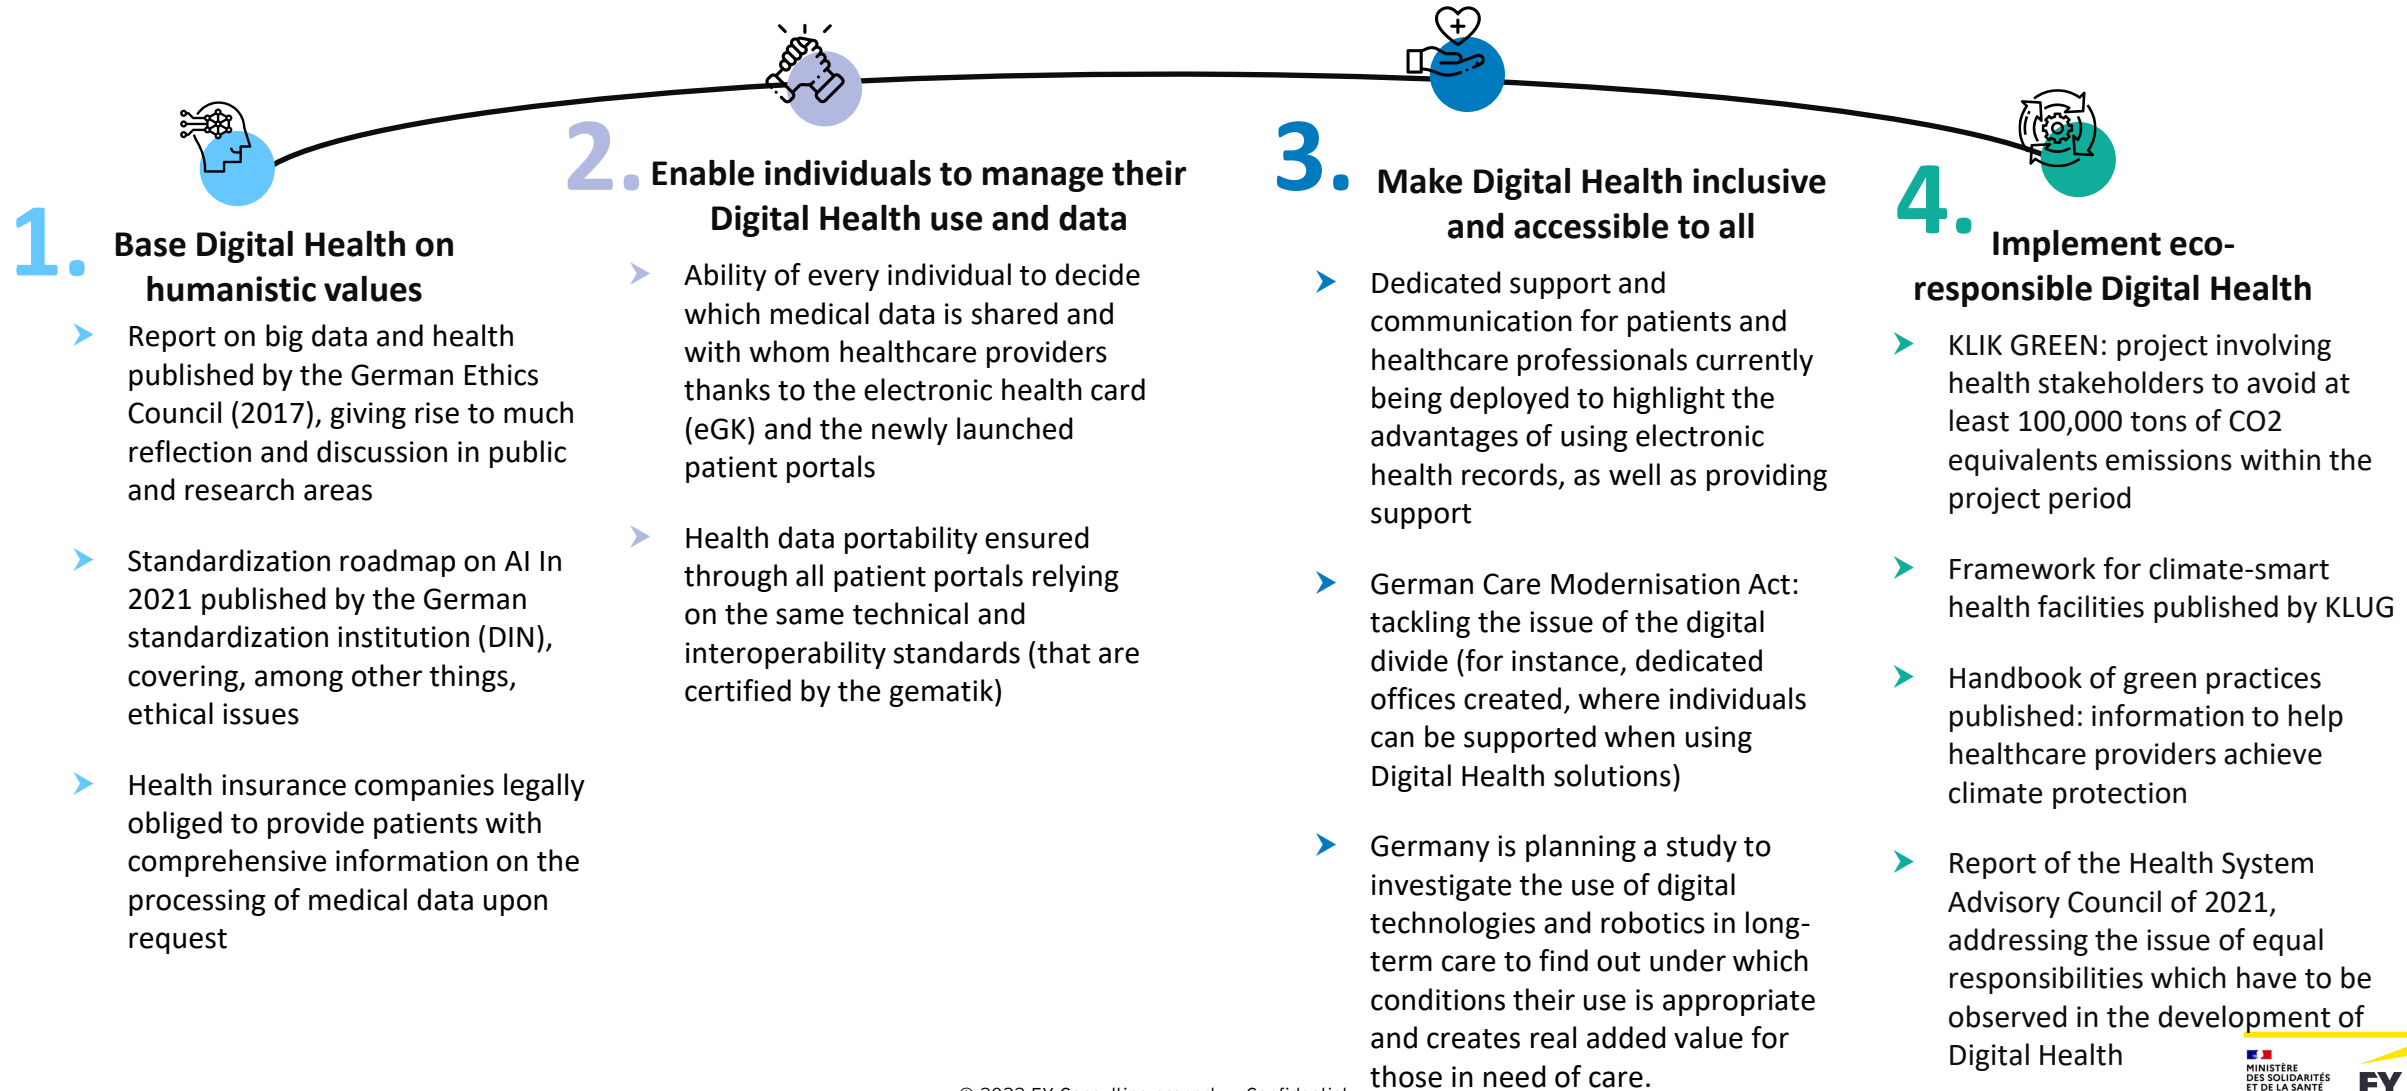 1.
Base Digital Health on
humanistic values
Report on big data and health
published by the German Ethics
Council (2017), giving rise to much
reflection and discussion in public
and research areas
Standardization roadmap on AI In
2021 published by the German
standardization institution (DIN),
covering, among other things,
ethical issues
Health insurance companies legally
obliged to provide patients with
comprehensive information on the
processing of medical data upon
request
2.
Enable individuals to manage their
Digital Health use and data
Ability of every individual to decide
which medical data is shared and
with whom healthcare providers
thanks to the electronic health card
(eGK) and the newly launched
patient portals
Health data portability ensured
through all patient portals relying
on the same technical and
interoperability standards (that are
certified by the gematik)
3.
Make Digital Health inclusive
and accessible to all
Dedicated support and
communication for patients and
healthcare professionals currently
being deployed to highlight the
advantages of using electronic
health records, as well as providing
support
German Care Modernisation Act:
tackling the issue of the digital
divide (for instance, dedicated
offices created, where individuals
can be supported when using
Digital Health solutions)
Germany is planning a study to
investigate the use of digital
technologies and robotics in long-
term care to find out under which
conditions their use is appropriate
and creates real added value for
those in need of care.
4.
Implement eco-
responsible Digital Health
KLIK GREEN: project involving
health stakeholders to avoid at
least 100,000 tons of CO2
equivalents emissions within the
project period
Framework for climate-smart
health facilities published by KLUG
Handbook of green practices
published: information to help
healthcare providers achieve
climate protection
Report of the Health System
Advisory Council of 2021,
addressing the issue of equal
responsibilities which have to be
observed in the development of
Digital Health
MINISTÈRE
DES SOLIDARITÉS
ET DE LA SANTÉ
EY